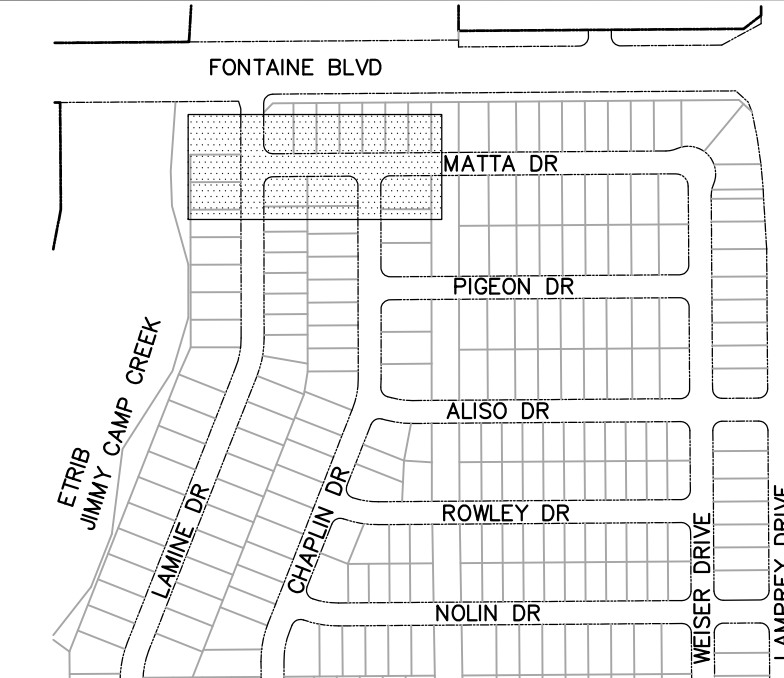 FONTAINE BLVD
MATTA DR
PIGEON DR
ETRIB
JIMMY CAMP CREEK
ALISO DR
LAMINE DR
CHAPLIN DR
ROWLEY DR
WEISER DRIVE
LAMPREY DRIVE
NOLIN DR